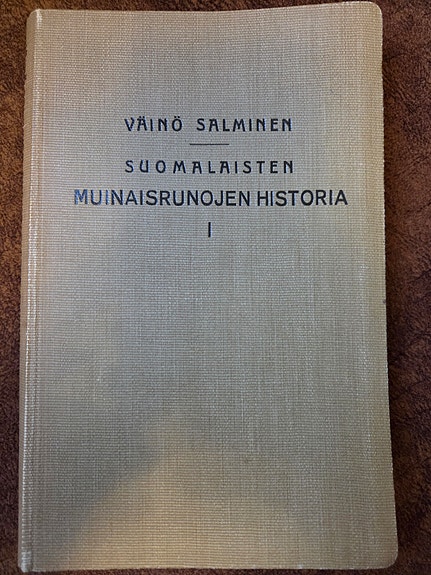 VÄINÖ SALMINEN
SUOMALAISTEN
MUINAISRUNOJEN HISTORIA
I